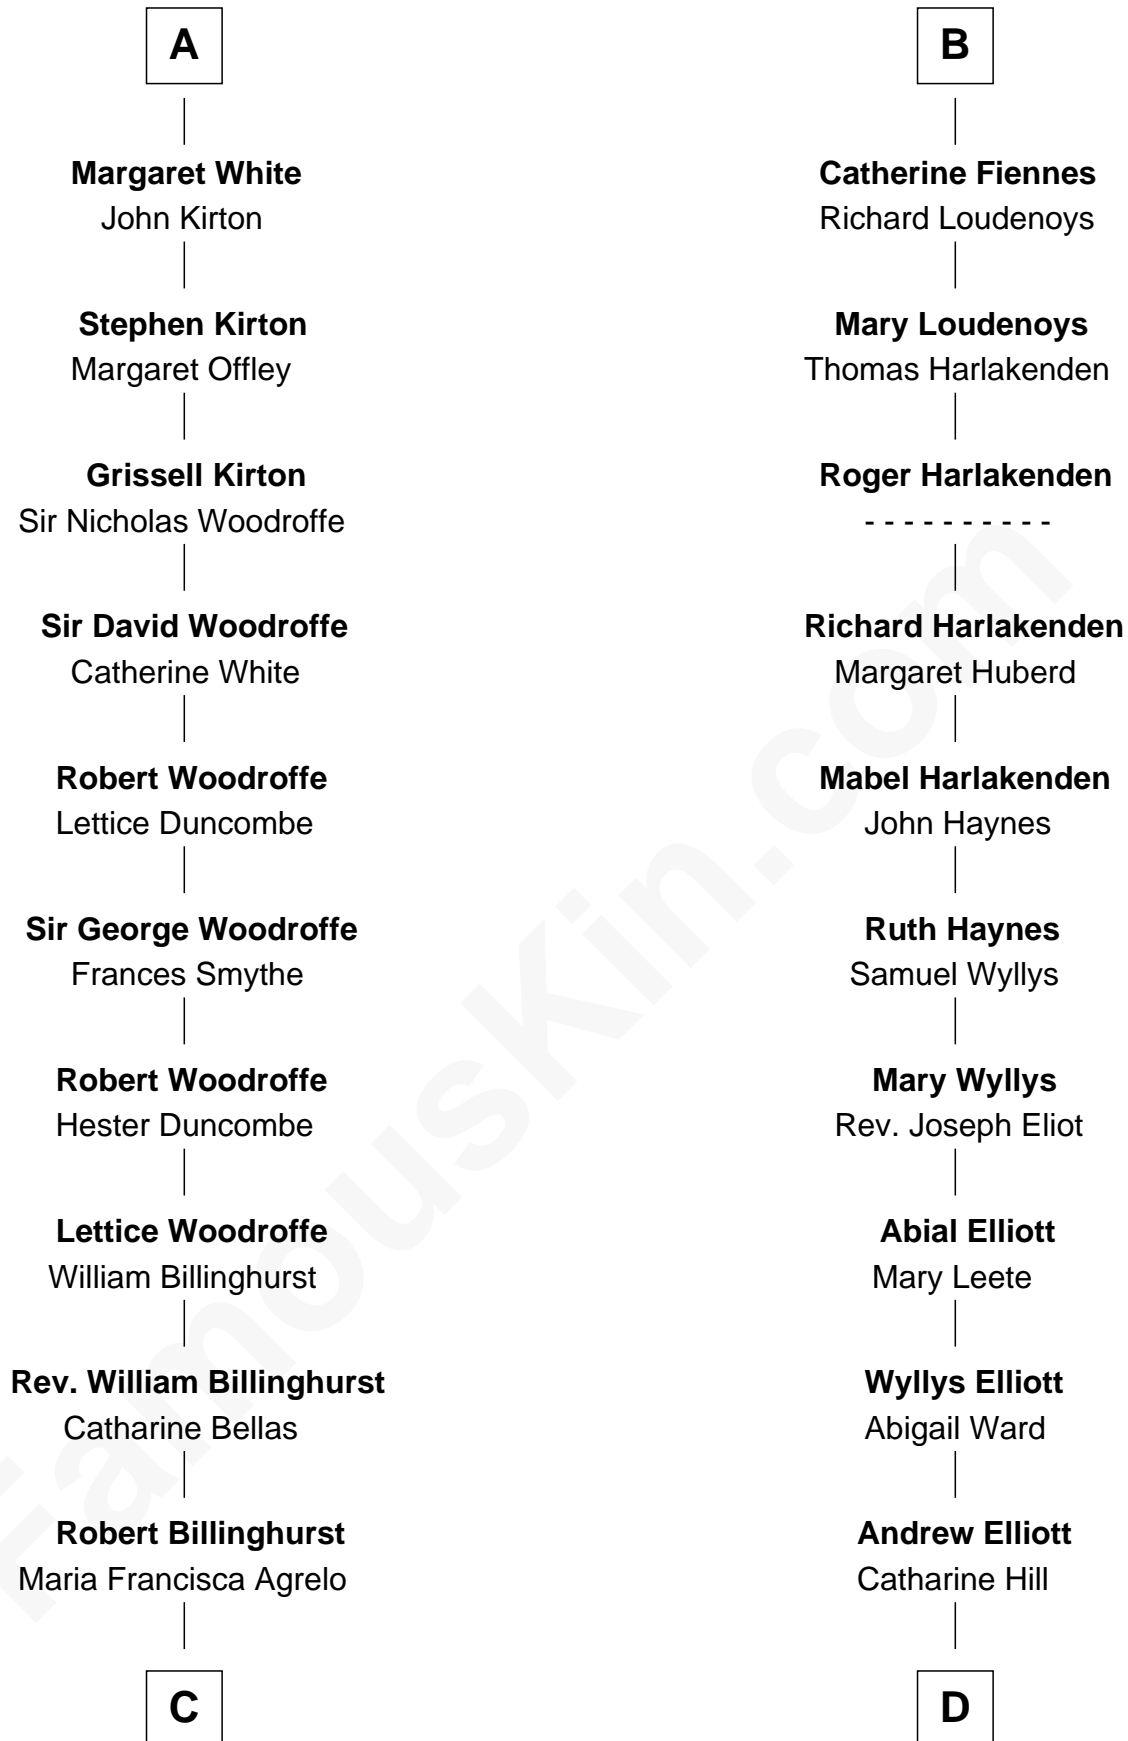 A
Margaret White
John Kirton
Stephen Kirton
Margaret Offley
Grissell Kirton
Sir Nicholas Woodroffe
Sir David Woodroffe
Catherine White
Robert Woodroffe
Lettice Duncombe
Sir George Woodroffe
Frances Smythe
Robert Woodroffe
Hester Duncombe
Lettice Woodroffe
William Billinghurst
Rev. William Billinghurst
Catharine Bellas
Robert Billinghurst
Maria Francisca Agrelo
C
B
Catherine Fiennes
Richard Loudenoys
Mary Loudenoys
Thomas Harlakenden
Roger Harlakenden
- - - - - - - - - -
Richard Harlakenden
Margaret Huberd
Mabel Harlakenden
John Haynes
Ruth Haynes
Samuel Wyllys
Mary Wyllys
Rev. Joseph Eliot
Abial Elliott
Mary Leete
Wyllys Elliott
Abigail Ward
Andrew Elliott
Catharine Hill
D
FamousKin.com